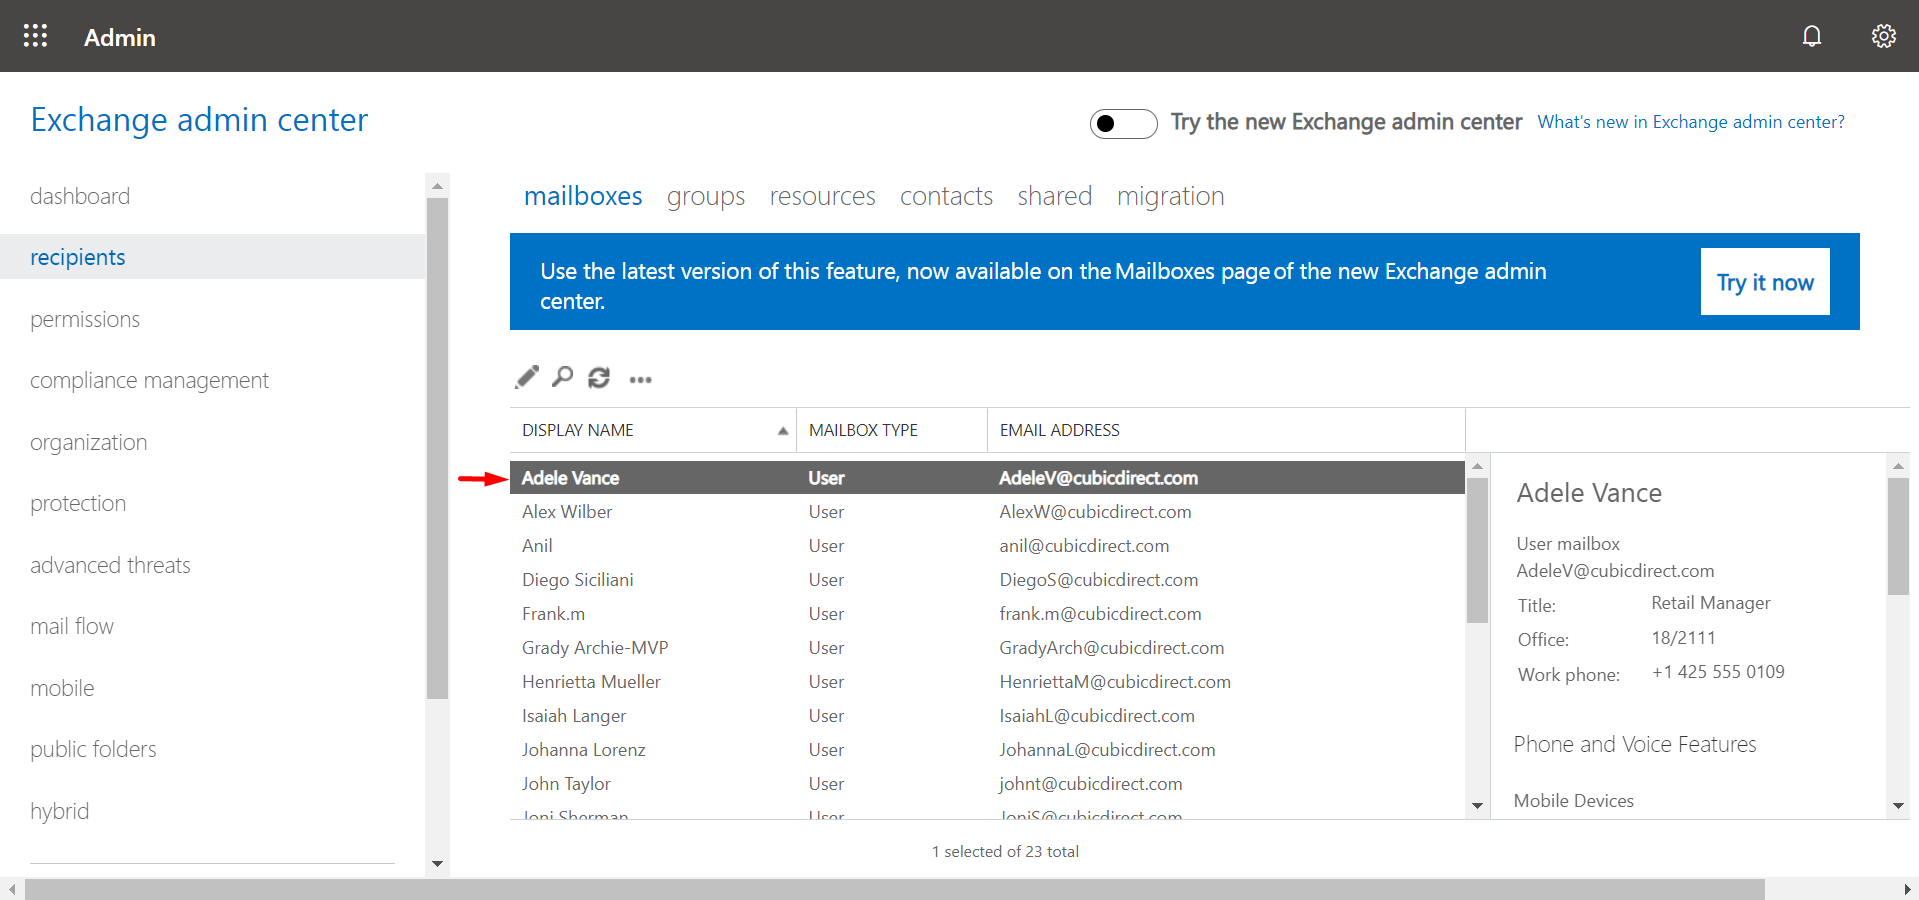 Admin
Exchange admin center
Try the new Exchange admin center What's new in Exchange admin center?
dashboard
recipients
permissions
compliance management
organization
protection
advanced threats
mail flow
mobile
public folders
hybrid
mailboxes groups resources contacts shared migration
Use the latest version of this feature, now available on the Mailboxes page of the new Exchange admin
center.
Try it now
DISPLAY NAME MAILBOX TYPE EMAIL ADDRESS
Adele Vance User AdeleV@cubicdirect.com
Alex Wilber User AlexW@cubicdirect.com
Anil User anil@cubicdirect.com
Diego Siciliani User DiegoS@cubicdirect.com
Frank.m User frank.m@cubicdirect.com
Grady Archie-MVP User GradyArch@cubicdirect.com
Henrietta Mueller User HenriettaM@cubicdirect.com
Isaiah Langer User IsaiahL@cubicdirect.com
Johanna Lorenz User JohannaL@cubicdirect.com
John Taylor User johnt@cubicdirect.com
Joni Sherman User JoniS@cubicdirect.com
Adele Vance
User mailbox
AdeleV@cubicdirect.com
Title: Retail Manager
Office: 18/2111
Work phone: +1 425 555 0109
Phone and Voice Features
Mobile Devices
1 selected of 23 total